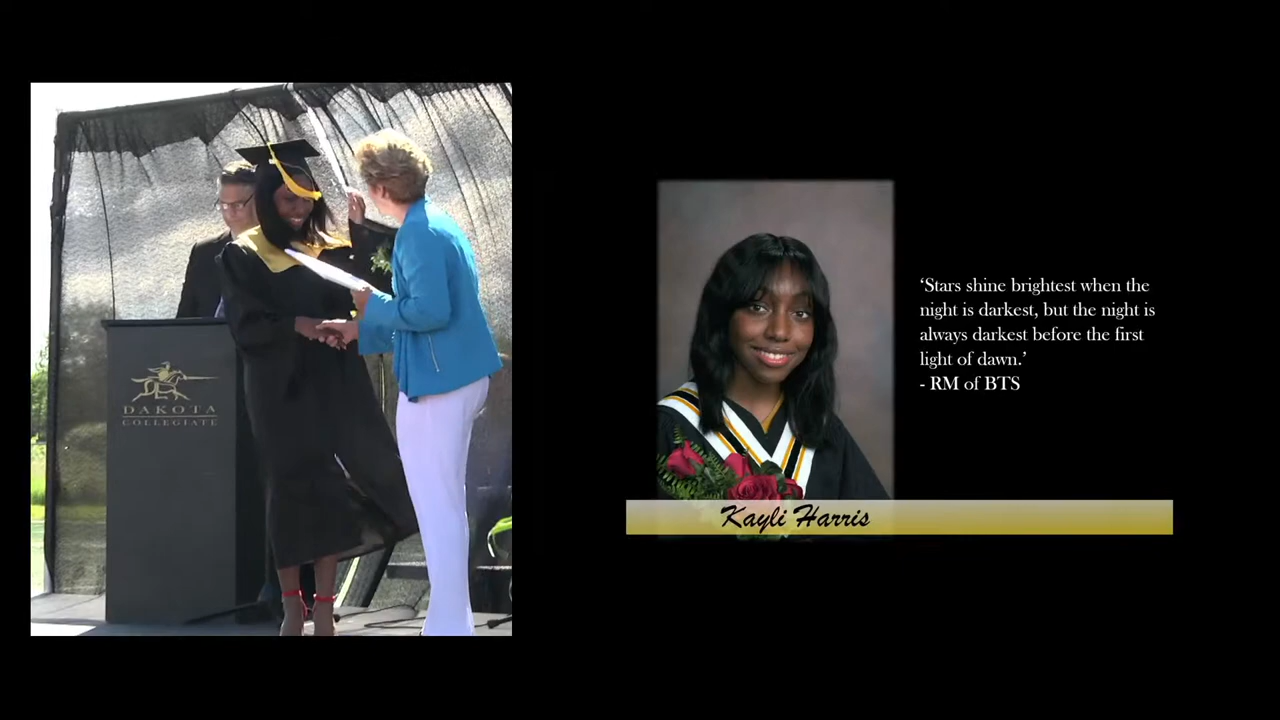 DAKOTA
COLLEGIATE
‘Stars shine brightest when the
night is darkest, but the night is
always darkest before the first
light of dawn.’
- RM of BTS
Kayli Harris